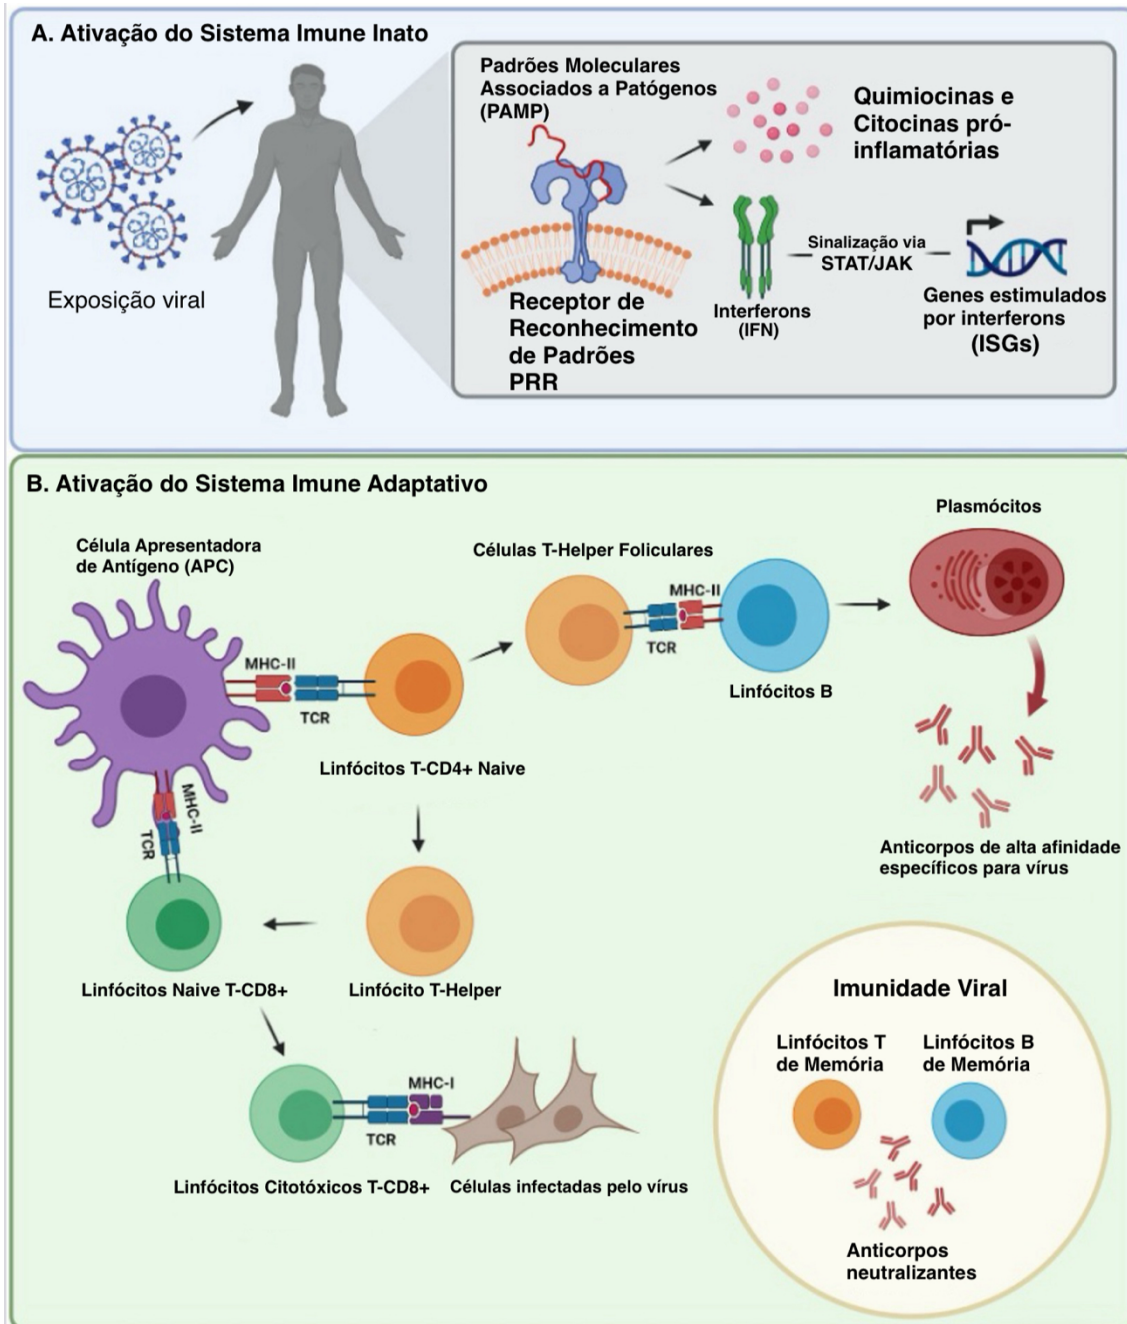 A. Ativação do Sistema Imune Inato
Exposição viral
Padrões Moleculares
Associados a Patógenos
(PAMP)
Receptor de
Reconhecimento
de Padrões
PRR
Quimiocinas e
Citocinas pró-
inflamatórias
Interferons
(IFN)
Sinalização via
STAT/JAK
Genes estimulados
por interferons
(ISGs)
B. Ativação do Sistema Imune Adaptativo
Célula Apresentadora
de Antígeno (APC)
MHC-II
TCR
Linfócitos T-CD4+ Naive
Células T-Helper Foliculares
MHC-II
TCR
Linfócitos B
Plasmócitos
Anticorpos de alta afinidade
específicos para vírus
MHC-II
TCR
Linfócitos Naive T-CD8+
Linfócito T-Helper
MHC-I
TCR
Linfócitos Citotóxicos T-CD8+
Células infectadas pelo vírus
Imunidade Viral
Linfócitos T
de Memória
Linfócitos B
de Memória
Anticorpos
neutralizantes